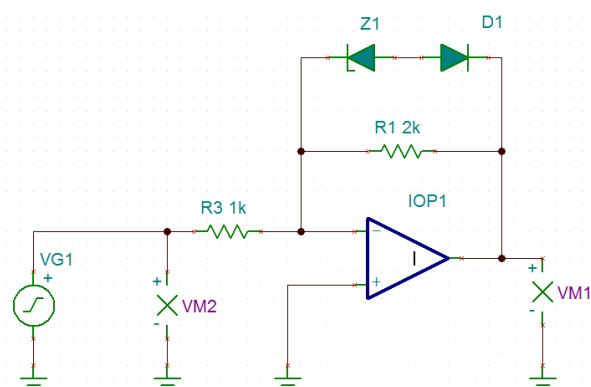 Z1
D1
R1 2k
R3 1k
IOP1
VG1
+
+
-
VM2
−
+
I
+
-
VM1